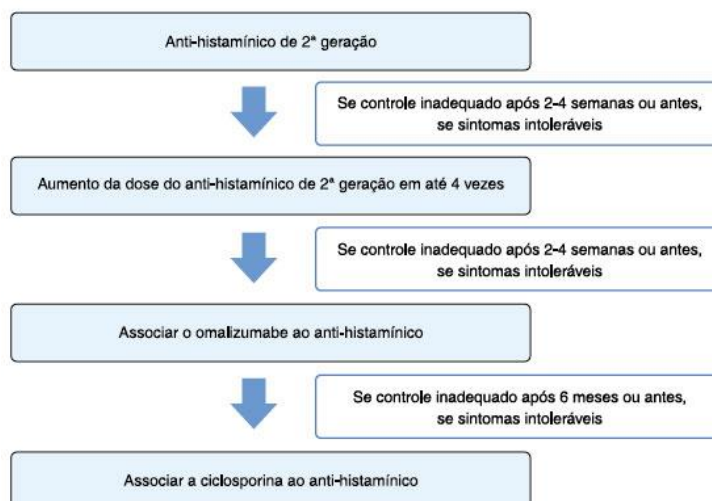 Anti-histamínico de 2ª geração
Se controle inadequado após 2-4 semanas ou antes,
se sintomas intoleráveis
Aumento da dose do anti-histamínico de 2ª geração em até 4 vezes
Se controle inadequado após 2-4 semanas ou antes,
se sintomas intoleráveis
Associar o omalizumabe ao anti-histamínico
Se controle inadequado após 6 meses ou antes,
se sintomas intoleráveis
Associar a ciclosporina ao anti-histamínico